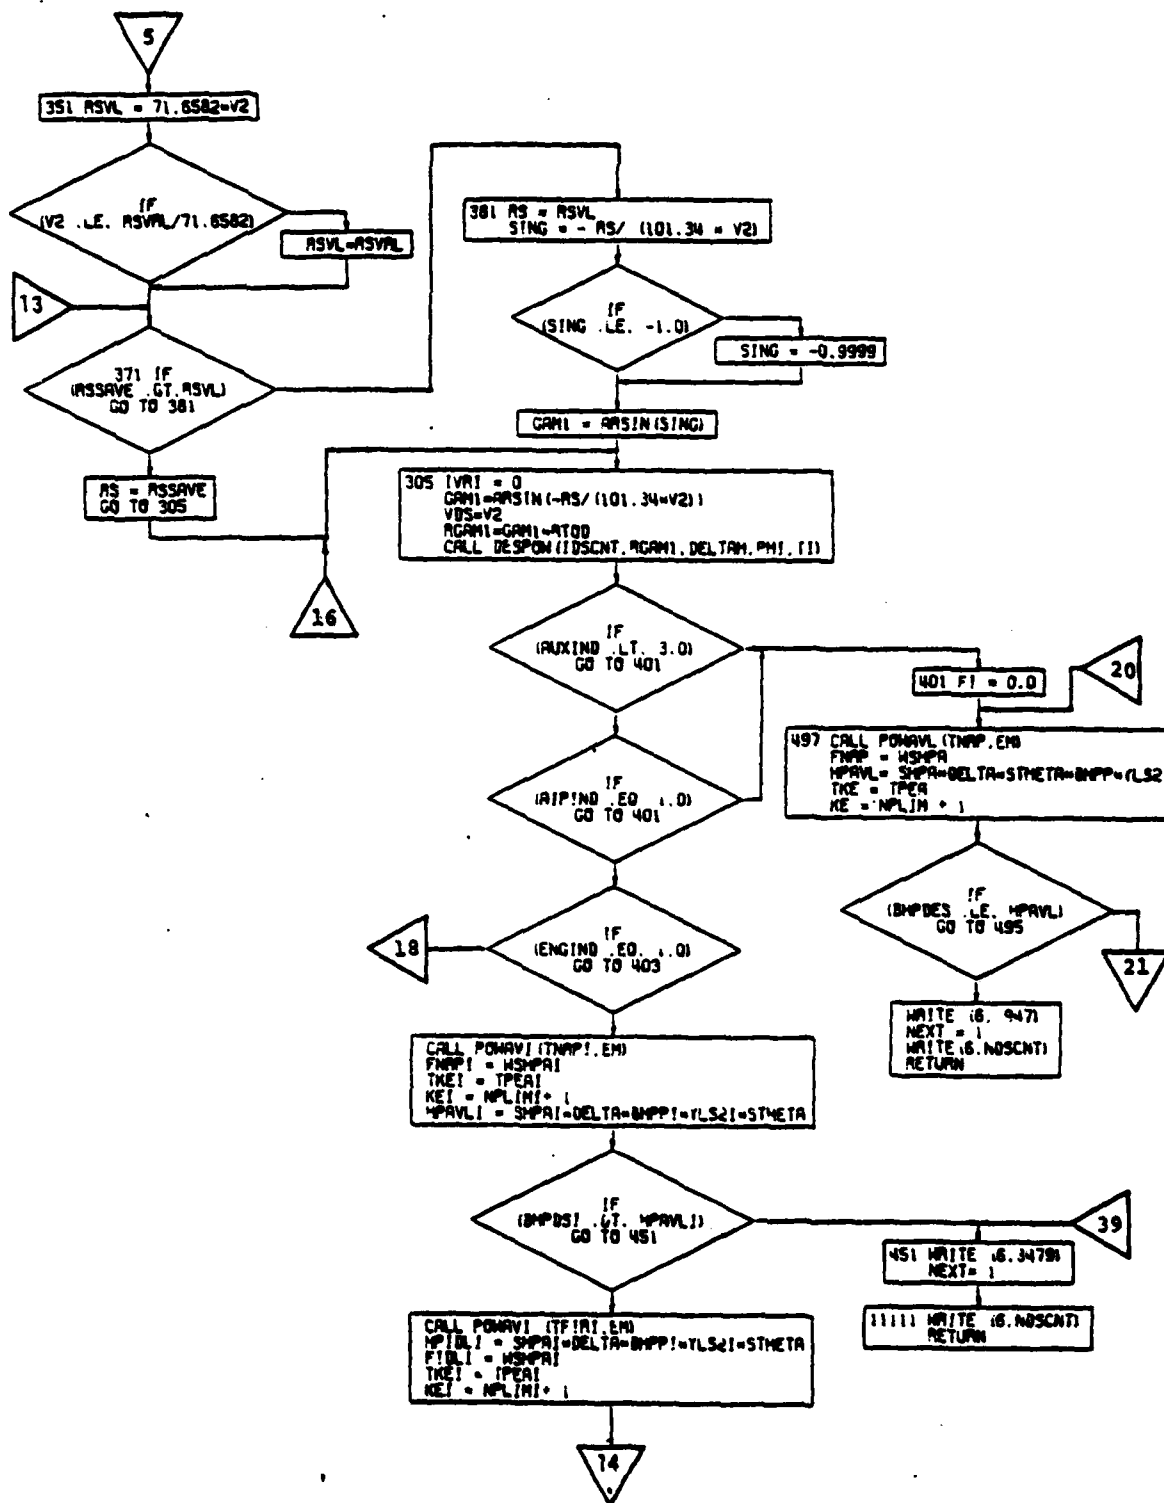 5
351 RSVL = 71.6582*V2
IF
(V2 .LE. RSVRL/71.6582)
RSVL=RSVRL
13
371 IF
(RSSAVE .GT. RSVL)
GO TO 381
RS = RSSAVE
GO TO 305
16
381 RS = RSVL
SING = - RS/ (101.34 * V2)
IF
(SING .LE. -1.0)
SING = -0.9999
GAM1 = ARSIN(SING)
305 IVRI = 0
GAM1=ARSIN(-RS/(101.34*V2))
VDS=V2
RGAM1=GAM1*RTOD
CALL DESPOW(IDSCNT, RGAM1, DELTAH, PHI, TI)
IF
(AUXIND .LT. 3.0)
GO TO 401
IF
(AIPIND .EQ. 1.0)
GO TO 401
18
IF
(ENGIND .EQ. 1.0)
GO TO 403
CALL POWAVI(TNAPI,EM)
FNAPI = WSHPAI
TKEI = TPEAI
KEI = NPLIMI+ 1
HPAVLI = SHPAI*DELTA*BHPPI*YLS2I*STHETA
IF
(BHPDSI .GT. HPAVLI)
GO TO 451
CALL POWAVI (TFIAI,EM)
HPIDLI = SHPAI*DELTA*BHPPI*YLS2I*STHETA
FIDLI = WSHPAI
TKEI = TPEAI
KEI = NPLIMI+ 1
14
20
401 FI = 0.0
497 CALL POWAVL(TNAP,EM)
FNAP = WSHPA
HPAVL= SHPA*DELTA*STHETA*BHPP*YLS2
TKE = TPEA
KE = NPLIM + 1
IF
(BHPDES .LE. HPAVL)
GO TO 495
21
WRITE (6, 947)
NEXT = 1
WRITE(6,NDSCNT)
RETURN
39
451 WRITE (6,3479)
NEXT= 1
11111 WRITE (6,NDSCNT)
RETURN